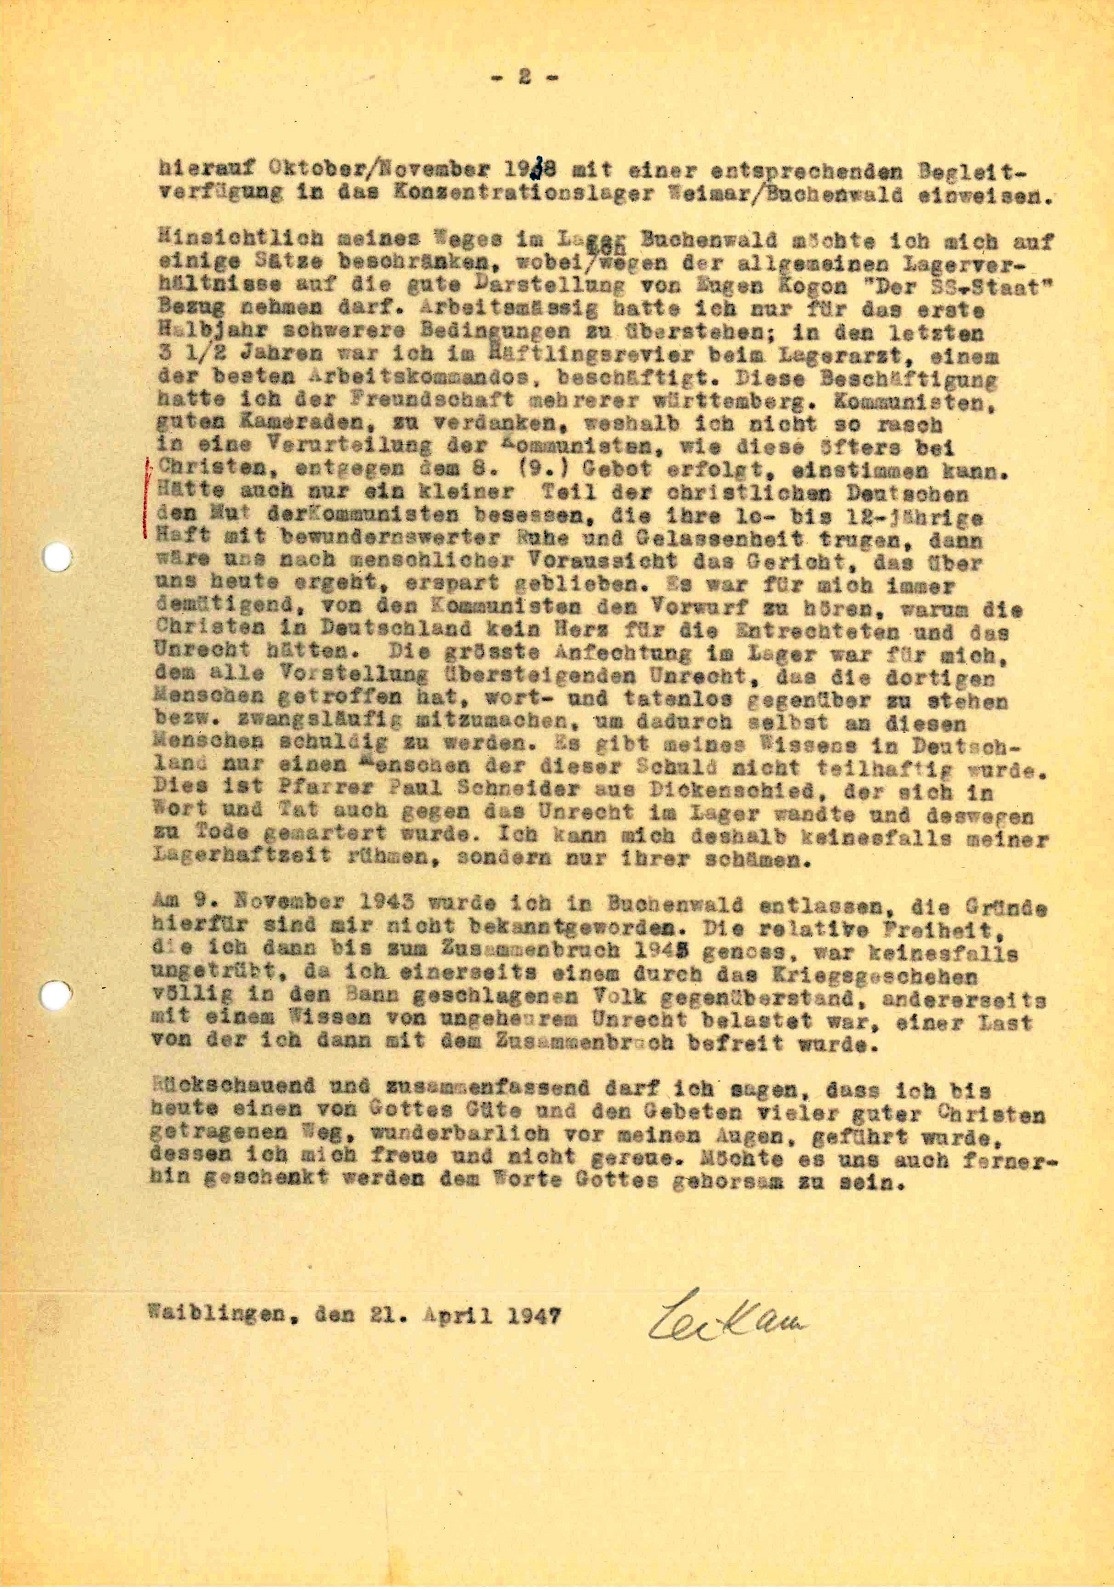 - 2 -
hierauf Oktober/November 1938 mit einer entsprechenden Begleit-
verfügung in das Konzentrationslager Weimar/Buchenwald einweisen.
Hinsichtlich meines Weges im Lager Buchenwald möchte ich mich auf
einige Sätze beschränken, wobei/wegen der allgemeinen Lagerver-
hältnisse auf die gute Darstellung von Eugen Kogon "Der SS-Staat"
Bezug nehmen darf. Arbeitsmässig hatte ich nur für das erste
Halbjahr schwerere Bedingungen zu überstehen; in den letzten
3 1/2 Jahren war ich im Häftlingsrevier beim Lagerarzt, einem
der besten Arbeitskommandos, beschäftigt. Diese Beschäftigung
hatte ich der Freundschaft mehrerer württemberg. Kommunisten,
guten Kameraden, zu verdanken, weshalb ich nicht so rasch
in eine Verurteilung der Kommunisten, wie diese öfters bei
Christen, entgegen dem 8. (9.) Gebot erfolgt, einstimmen kann.
Hätte auch nur ein kleiner Teil der christlichen Deutschen
den Mut derKommunisten besessen, die ihre lo- bis 12-jährige
Haft mit bewundernswerter Ruhe und Gelassenheit trugen, dann
wäre uns nach menschlicher Voraussicht das Gericht, das über
uns heute ergeht, erspart geblieben. Es war für mich immer
demütigend, von den Kommunisten den Vorwurf zu hören, warum die
Christen in Deutschland kein Herz für die Entrechteten und das
Unrecht hätten. Die grösste Anfechtung im Lager war für mich,
dem alle Vorstellung übersteigenden Unrecht, das die dortigen
Menschen getroffen hat, wort- und tatenlos gegenüber zu stehen
bezw. zwangsläufig mitzumachen, um dadurch selbst an diesen
Menschen schuldig zu werden. Es gibt meines Wissens in Deutsch-
land nur einen Menschen der dieser Schuld nicht teilhaftig wurde.
Dies ist Pfarrer Paul Schneider aus Dickenschied, der sich in
Wort und Tat auch gegen das Unrecht im Lager wandte und deswegen
zu Tode gemartert wurde. Ich kann mich deshalb keinesfalls meiner
Lagerhaftzeit rühmen, sondern nur ihrer schämen.
Am 9. November 1943 wurde ich in Buchenwald entlassen, die Gründe
hierfür sind mir nicht bekanntgeworden. Die relative Freiheit,
die ich dann bis zum Zusammenbruch 1945 genoss, war keinesfalls
ungetrübt, da ich einerseits einem durch das Kriegsgeschehen
völlig in den Bann geschlagenen Volk gegenüberstand, andererseits
mit einem Wissen von ungeheurem Unrecht belastet war, einer Last
von der ich dann mit dem Zusammenbruch befreit wurde.
Rückschauend und zusammenfassend darf ich sagen, dass ich bis
heute einen von Gottes Güte und den Gebeten vieler guter Christen
getragenen Weg, wunderbarlich vor meinen Augen, geführt wurde,
dessen ich mich freue und nicht gereue. Möchte es uns auch ferner-
hin geschenkt werden dem Worte Gottes gehorsam zu sein.
Waiblingen, den 21. April 1947 Leikam